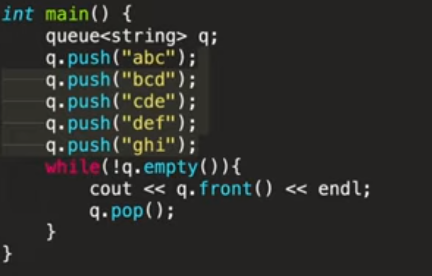 int main() {
    queue<string> q;
    q.push("abc");
    q.push("bcd");
    q.push("cde");
    q.push("def");
    q.push("ghi");
    while(!q.empty()){
        cout << q.front() << endl;
        q.pop();
    }
}